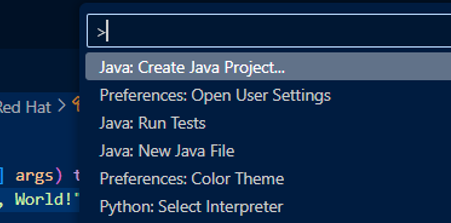 >
Java: Create Java Project...
Preferences: Open User Settings
Red Hat >
Java: Run Tests
Java: New Java File
] args) t
Preferences: Color Theme
, World!"
Python: Select Interpreter